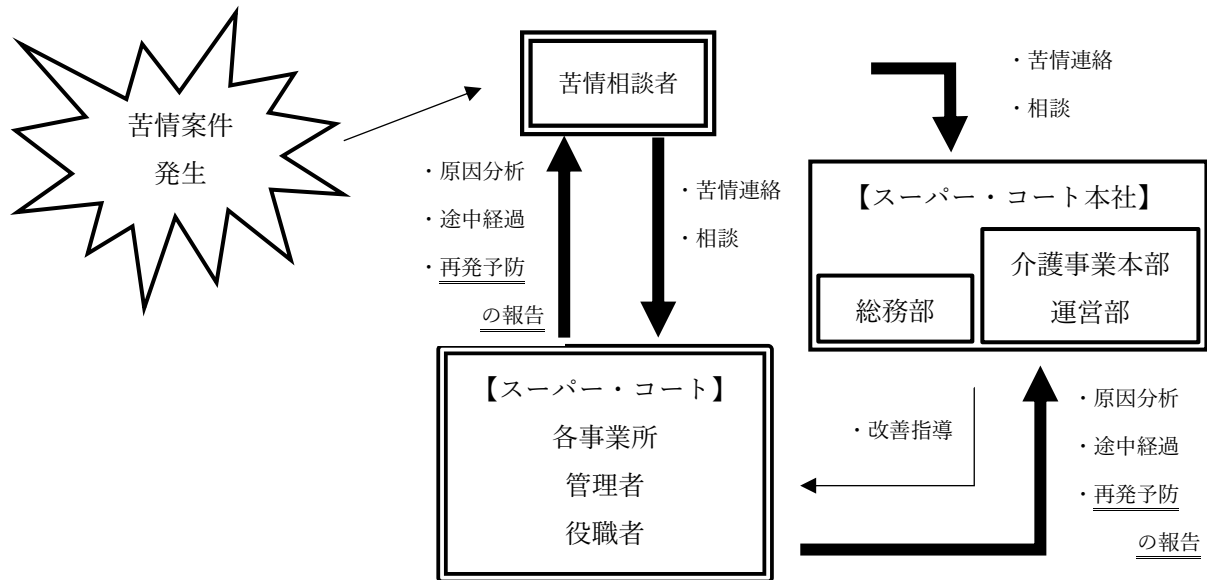 苦情案件
発生
苦情相談者
・苦情連絡
・相談
・原因分析
・途中経過
・再発予防
の報告
・苦情連絡
・相談
【スーパー・コート本社】
総務部
介護事業本部
運営部
【スーパー・コート】
各事業所
管理者
役職者
・改善指導
・原因分析
・途中経過
・再発予防
の報告